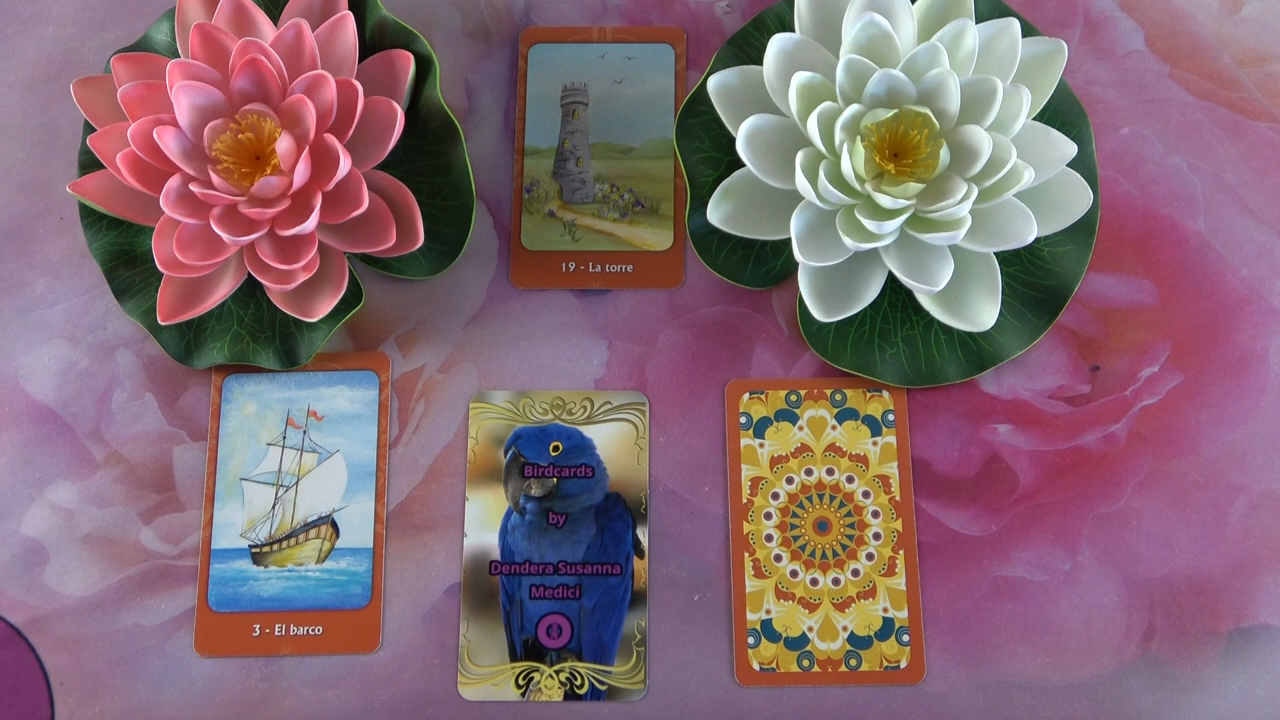 19 - La torre
3 - El barco
Birdcards
by
Dendera Susanna
Medici